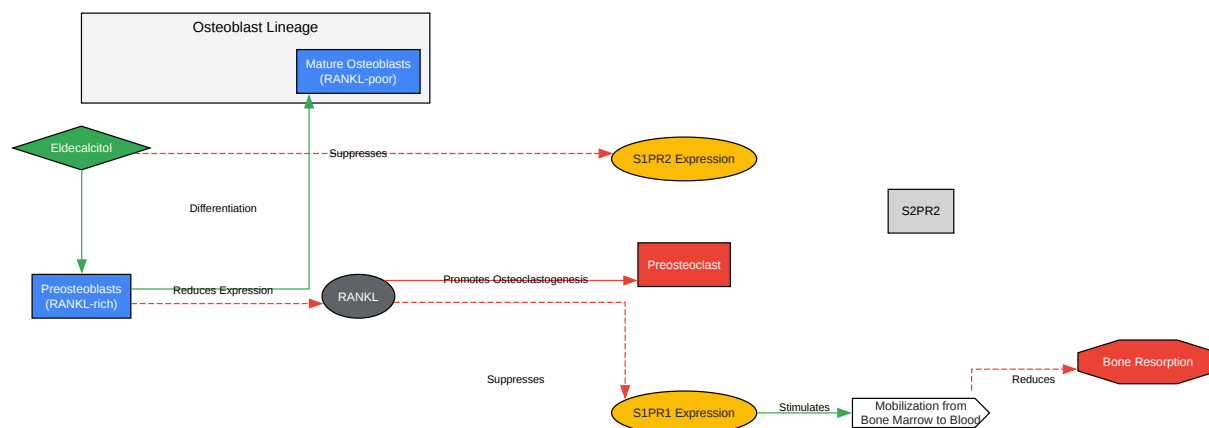 Osteoblast Lineage
Mature Osteoblasts
(RANKL-poor)
Eldecalcitol
Suppresses
S1PR2 Expression
Differentiation
S2PR2
Preosteoblasts
(RANKL-rich)
Reduces Expression
RANKL
Promotes Osteoclastogenesis
Preosteoclast
Suppresses
S1PR1 Expression
Stimulates
Mobilization from
Bone Marrow to Blood
Reduces
Bone Resorption